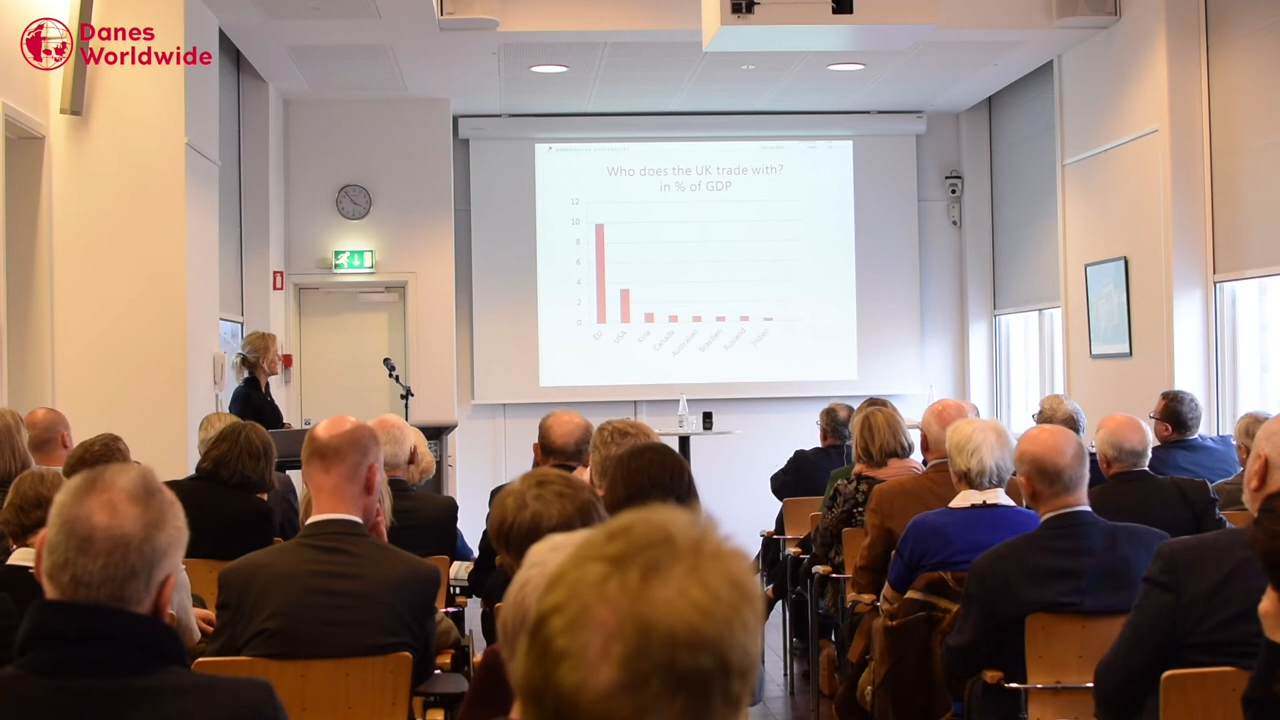 Danes
Worldwide
Who does the UK trade with?
in % of GDP
12
10
8
6
4
2
0
EU
USA
Kina
Canada
Australien
Brasilien
Rusland